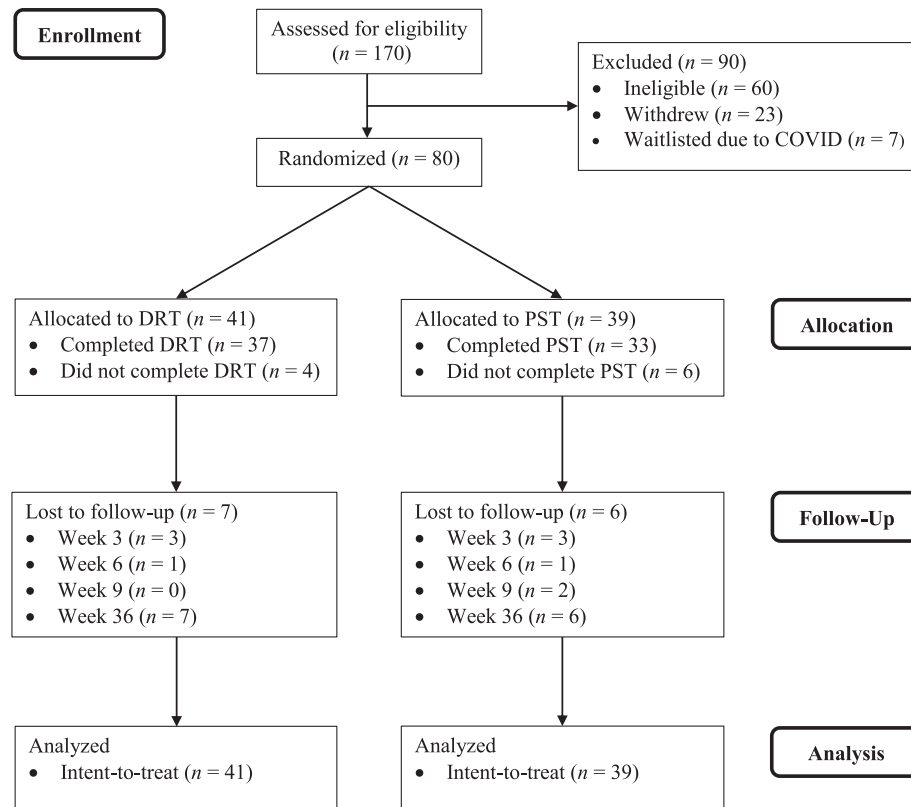 Enrollment
Assessed for eligibility
(n = 170)
Excluded (n = 90)
• Ineligible (n = 60)
• Withdrew (n = 23)
• Waitlisted due to COVID (n = 7)
Randomized (n = 80)
Allocated to DRT (n = 41)
• Completed DRT (n = 37)
• Did not complete DRT (n = 4)
Allocated to PST (n = 39)
• Completed PST (n = 33)
• Did not complete PST (n = 6)
Allocation
Lost to follow-up (n = 7)
• Week 3 (n = 3)
• Week 6 (n = 1)
• Week 9 (n = 0)
• Week 36 (n = 7)
Lost to follow-up (n = 6)
• Week 3 (n = 3)
• Week 6 (n = 1)
• Week 9 (n = 2)
• Week 36 (n = 6)
Follow-Up
Analyzed
• Intent-to-treat (n = 41)
Analyzed
• Intent-to-treat (n = 39)
Analysis